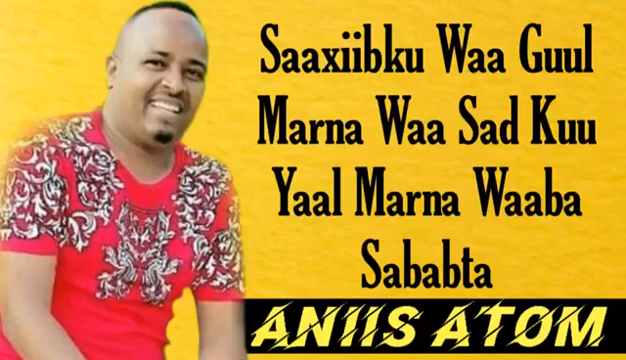 Saaxiibku Waa Guul
Marna Waa Sad Kuu
Yaal Marna Waaba
Sababta
ANIIS ATOM